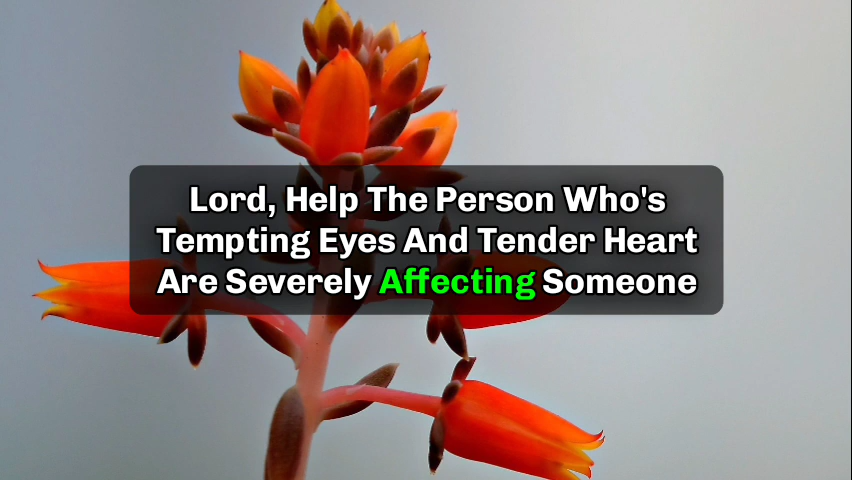 Lord, Help The Person Who's
Tempting Eyes And Tender Heart
Are Severely Affecting Someone